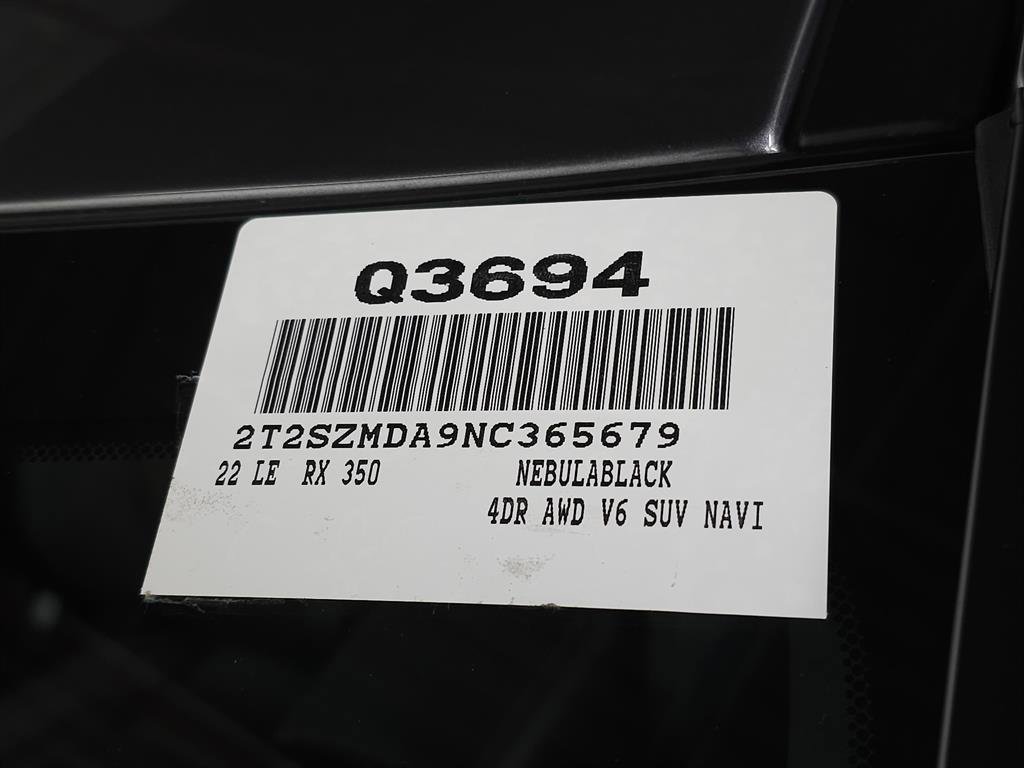 Q3694
2T2SZMDA9NC365679
22 LE RX 350 NEBULABLACK
4DR AWD V6 SUV NAVI